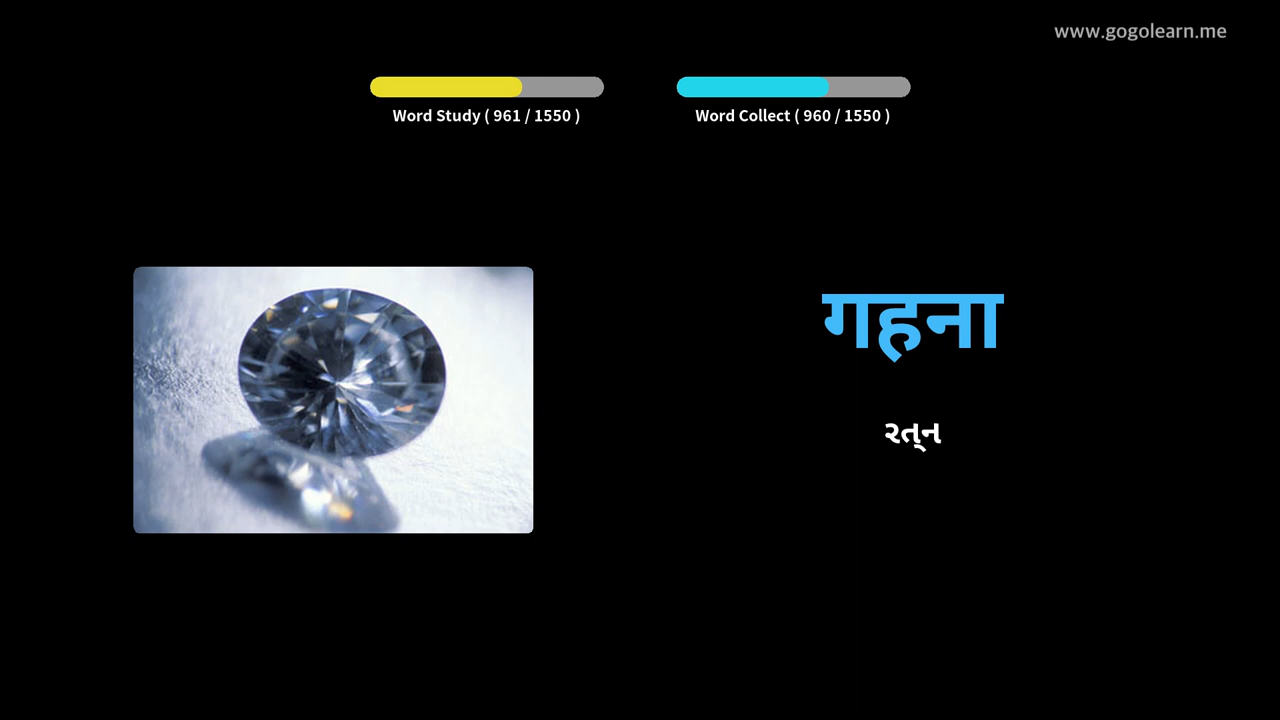 www.gogolearn.me
Word Study ( 961 / 1550 )
Word Collect ( 960 / 1550 )
गहना
રત્ન